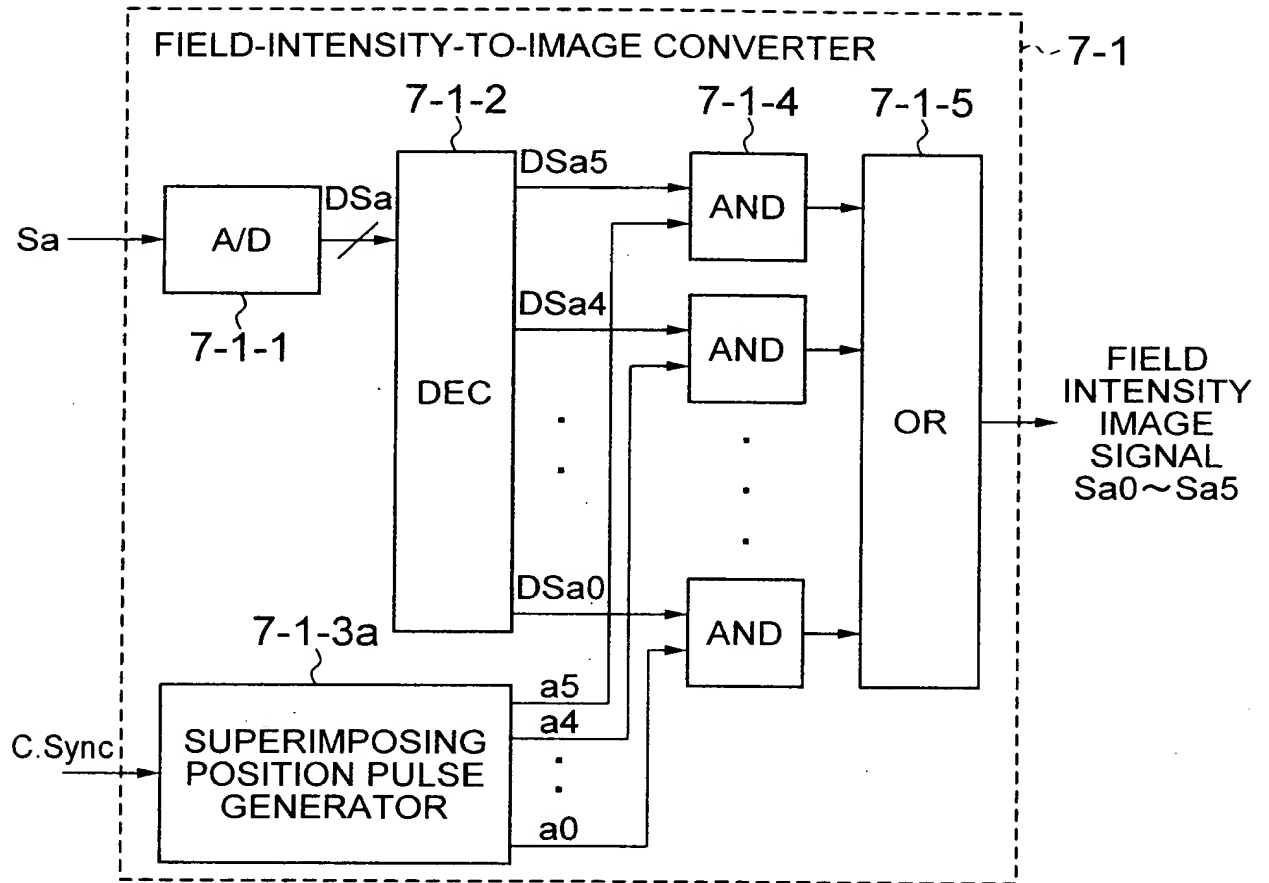 FIELD-INTENSITY-TO-IMAGE CONVERTER
7-1
7-1-2
7-1-4
7-1-5
DSa5
DSa
AND
Sa
A/D
DSa4
7-1-1
AND
DEC
OR
FIELD
INTENSITY
IMAGE
SIGNAL
Sa0~Sa5
DSa0
AND
7-1-3a
a5
a4
C.Sync
SUPERIMPOSING
POSITION PULSE
GENERATOR
a0